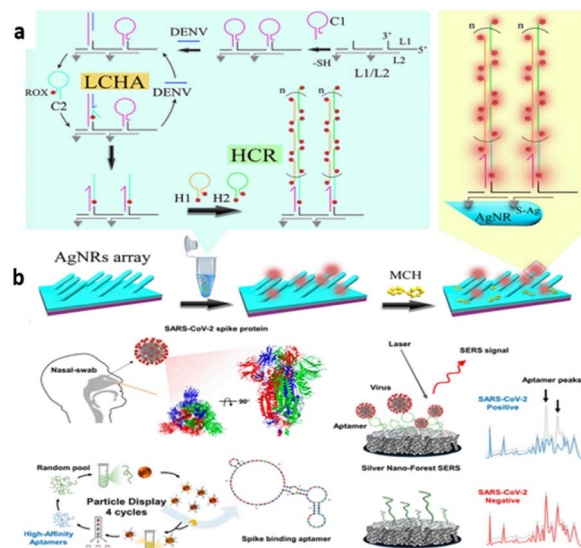 a
DENV
C1
3'
L1
5'
L2
n
-SH
L1/L2
LCHA
ROX
C2
DENV
HCR
n
n
H1
H2
n
n
AgNR
S-Ag
b
AgNRs array
MCH
SARS-CoV-2 spike protein
Nasal-swab
90°
Laser
SERS signal
Virus
Aptamer
Silver Nano-Forest SERS
Aptamer peaks
SARS-CoV-2
Positive
Random pool
Particle Display
4 cycles
High-Affinity
Aptamers
Spike binding aptamer
SARS-CoV-2
Negative